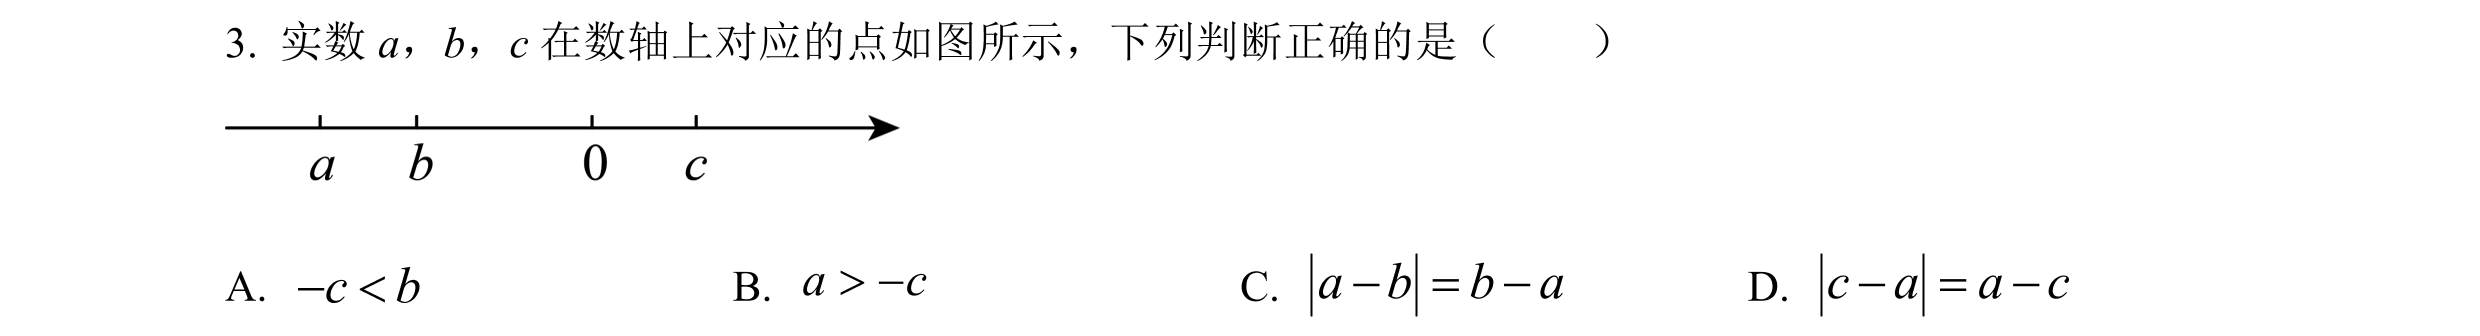 3. 实数 a，b，c 在数轴上对应的点如图所示，下列判断正确的是（　　）
a b 0 c
A. −c < b B. a > −c C. |a − b| = b − a D. |c − a| = a − c